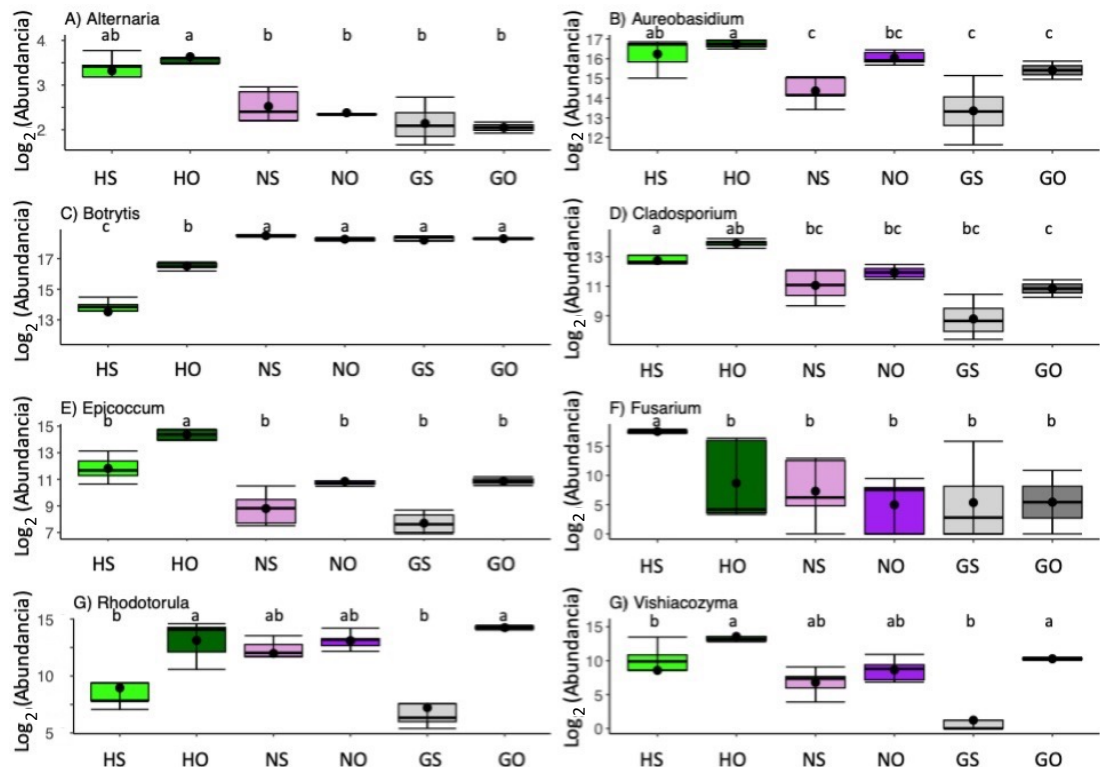 A) Alternaria
ab a b b b b
Log2 (Abundancia)
4
3
2
HS HO NS NO GS GO
B) Aureobasidium
ab a c bc c c
Log2 (Abundancia)
17
16
15
14
13
12
HS HO NS NO GS GO
C) Botrytis
c b a a a a
Log2 (Abundancia)
17
15
13
HS HO NS NO GS GO
D) Cladosporium
a ab bc bc bc c
Log2 (Abundancia)
13
11
9
HS HO NS NO GS GO
E) Epicoccum
b a b b b b
Log2 (Abundancia)
15
13
11
9
7
HS HO NS NO GS GO
F) Fusarium
a b b b b b
Log2 (Abundancia)
15
10
5
0
HS HO NS NO GS GO
G) Rhodotorula
b a ab ab b a
Log2 (Abundancia)
15
10
5
HS HO NS NO GS GO
G) Vishiacozyma
b a ab ab b a
Log2 (Abundancia)
15
10
5
0
HS HO NS NO GS GO